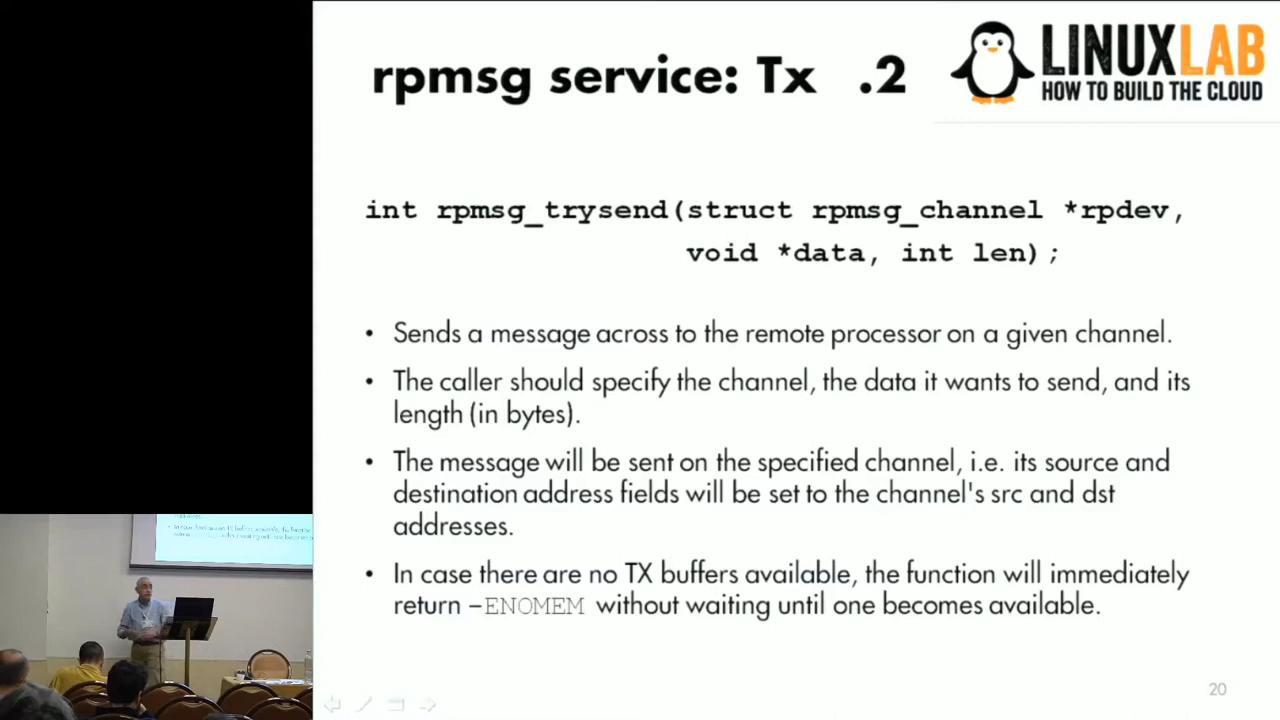 rpmsg service: Tx .2
LINUXLAB
HOW TO BUILD THE CLOUD
int rpmsg_trysend(struct rpmsg_channel *rpdev,
void *data, int len);
• Sends a message across to the remote processor on a given channel.
• The caller should specify the channel, the data it wants to send, and its
length (in bytes).
• The message will be sent on the specified channel, i.e. its source and
destination address fields will be set to the channel's src and dst
addresses.
• In case there are no TX buffers available, the function will immediately
return -ENOMEM without waiting until one becomes available.
20